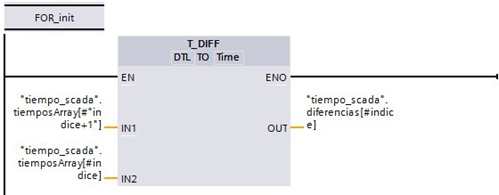 FOR_init
T_DIFF
DTL TO Time
EN
ENO
"tiempo_scada".
tiemposArray[#"in
dice+1"]
IN1
"tiempo_scada".
diferencias[#indic
e]
OUT
"tiempo_scada".
tiemposArray[#in
dice]
IN2